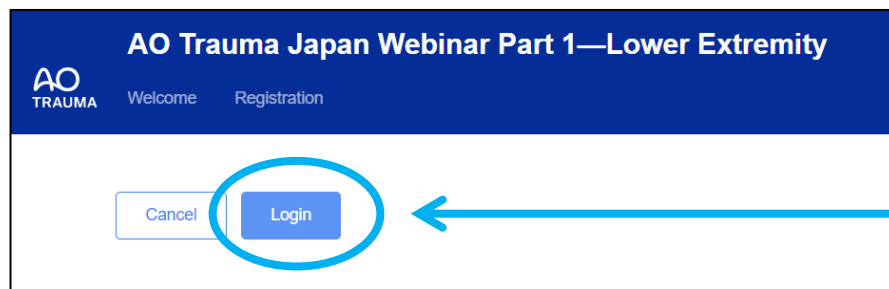 AO Trauma Japan Webinar Part 1—Lower Extremity
AO
TRAUMA
Welcome Registration
Cancel Login